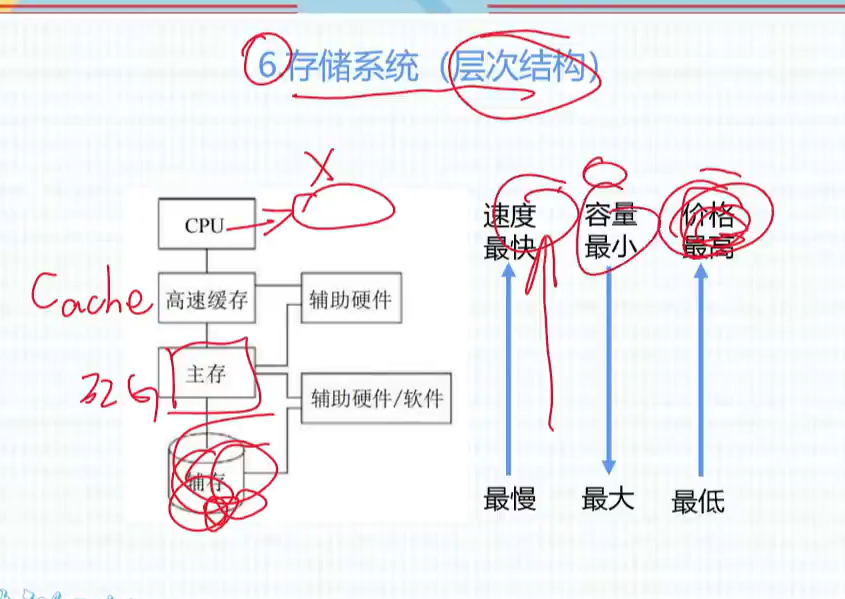 6.存储系统（层次结构）
X
CPU
Cache
高速缓存
辅助硬件
32G
主存
辅助硬件/软件
辅存
速度
最快
容量
最小
价格
最高
最慢
最大
最低